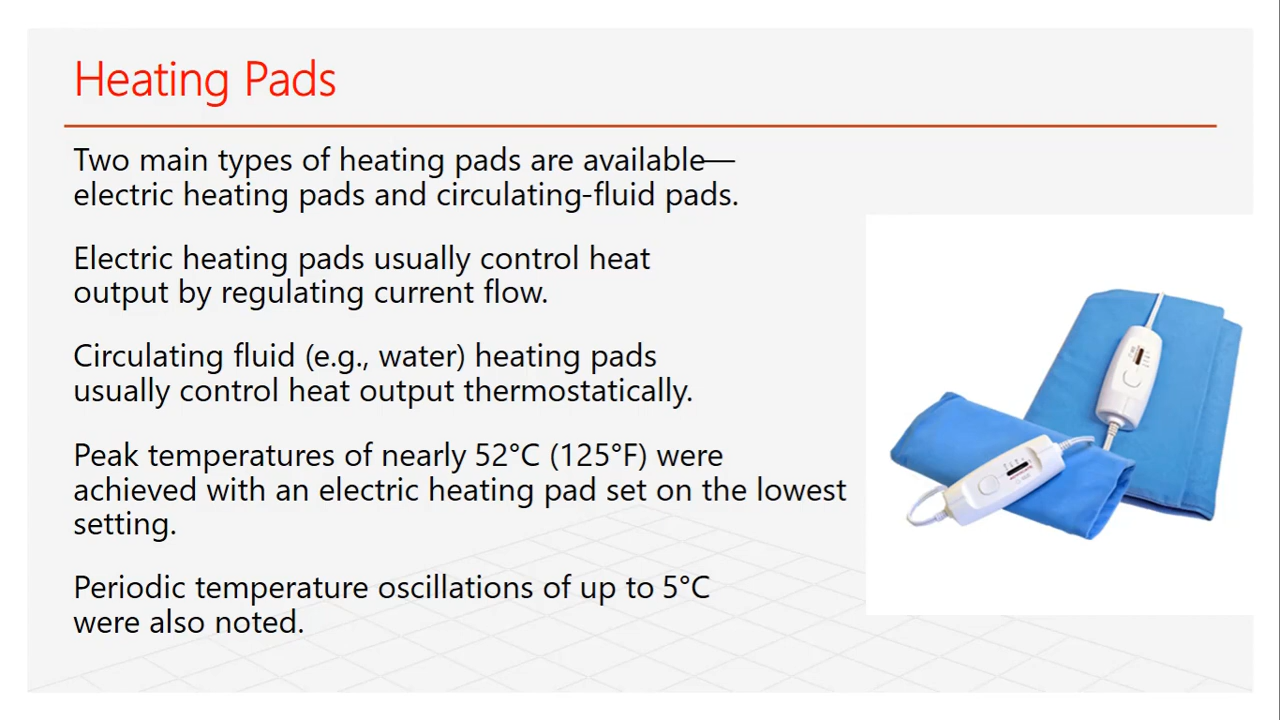 Heating Pads
Two main types of heating pads are available—
electric heating pads and circulating-fluid pads.
Electric heating pads usually control heat
output by regulating current flow.
Circulating fluid (e.g., water) heating pads
usually control heat output thermostatically.
Peak temperatures of nearly 52°C (125°F) were
achieved with an electric heating pad set on the lowest
setting.
Periodic temperature oscillations of up to 5°C
were also noted.